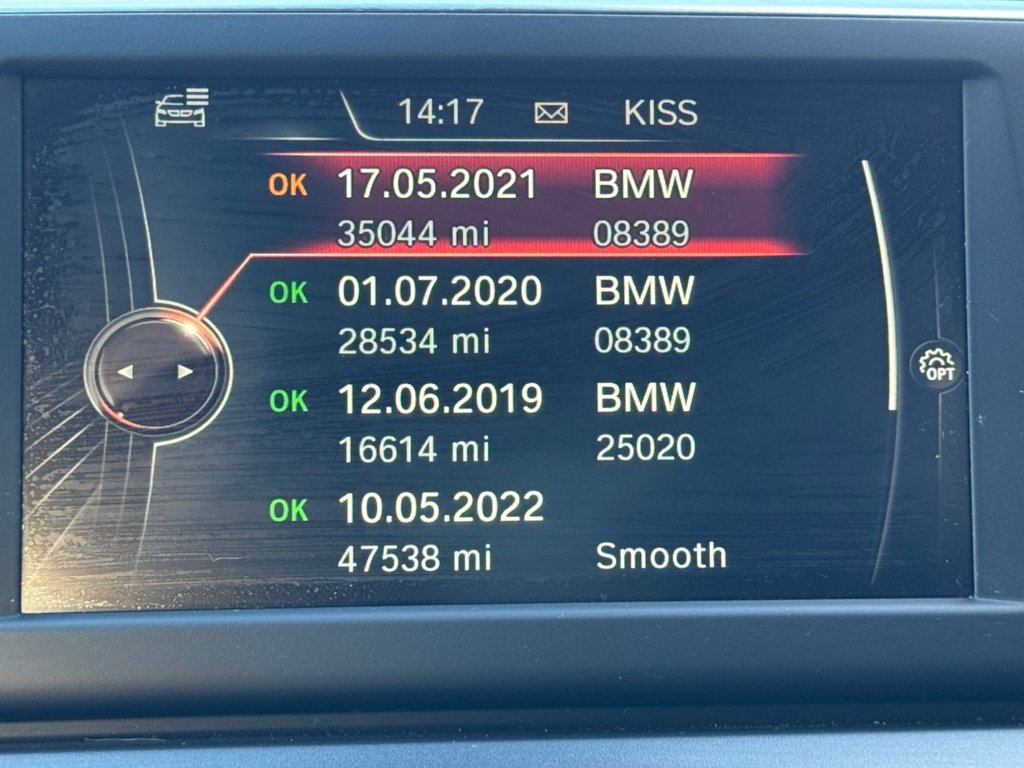 14:17 KISS
OK 17.05.2021 BMW
35044 mi 08389
OK 01.07.2020 BMW
28534 mi 08389
OK 12.06.2019 BMW
16614 mi 25020
OPT
OK 10.05.2022
47538 mi Smooth